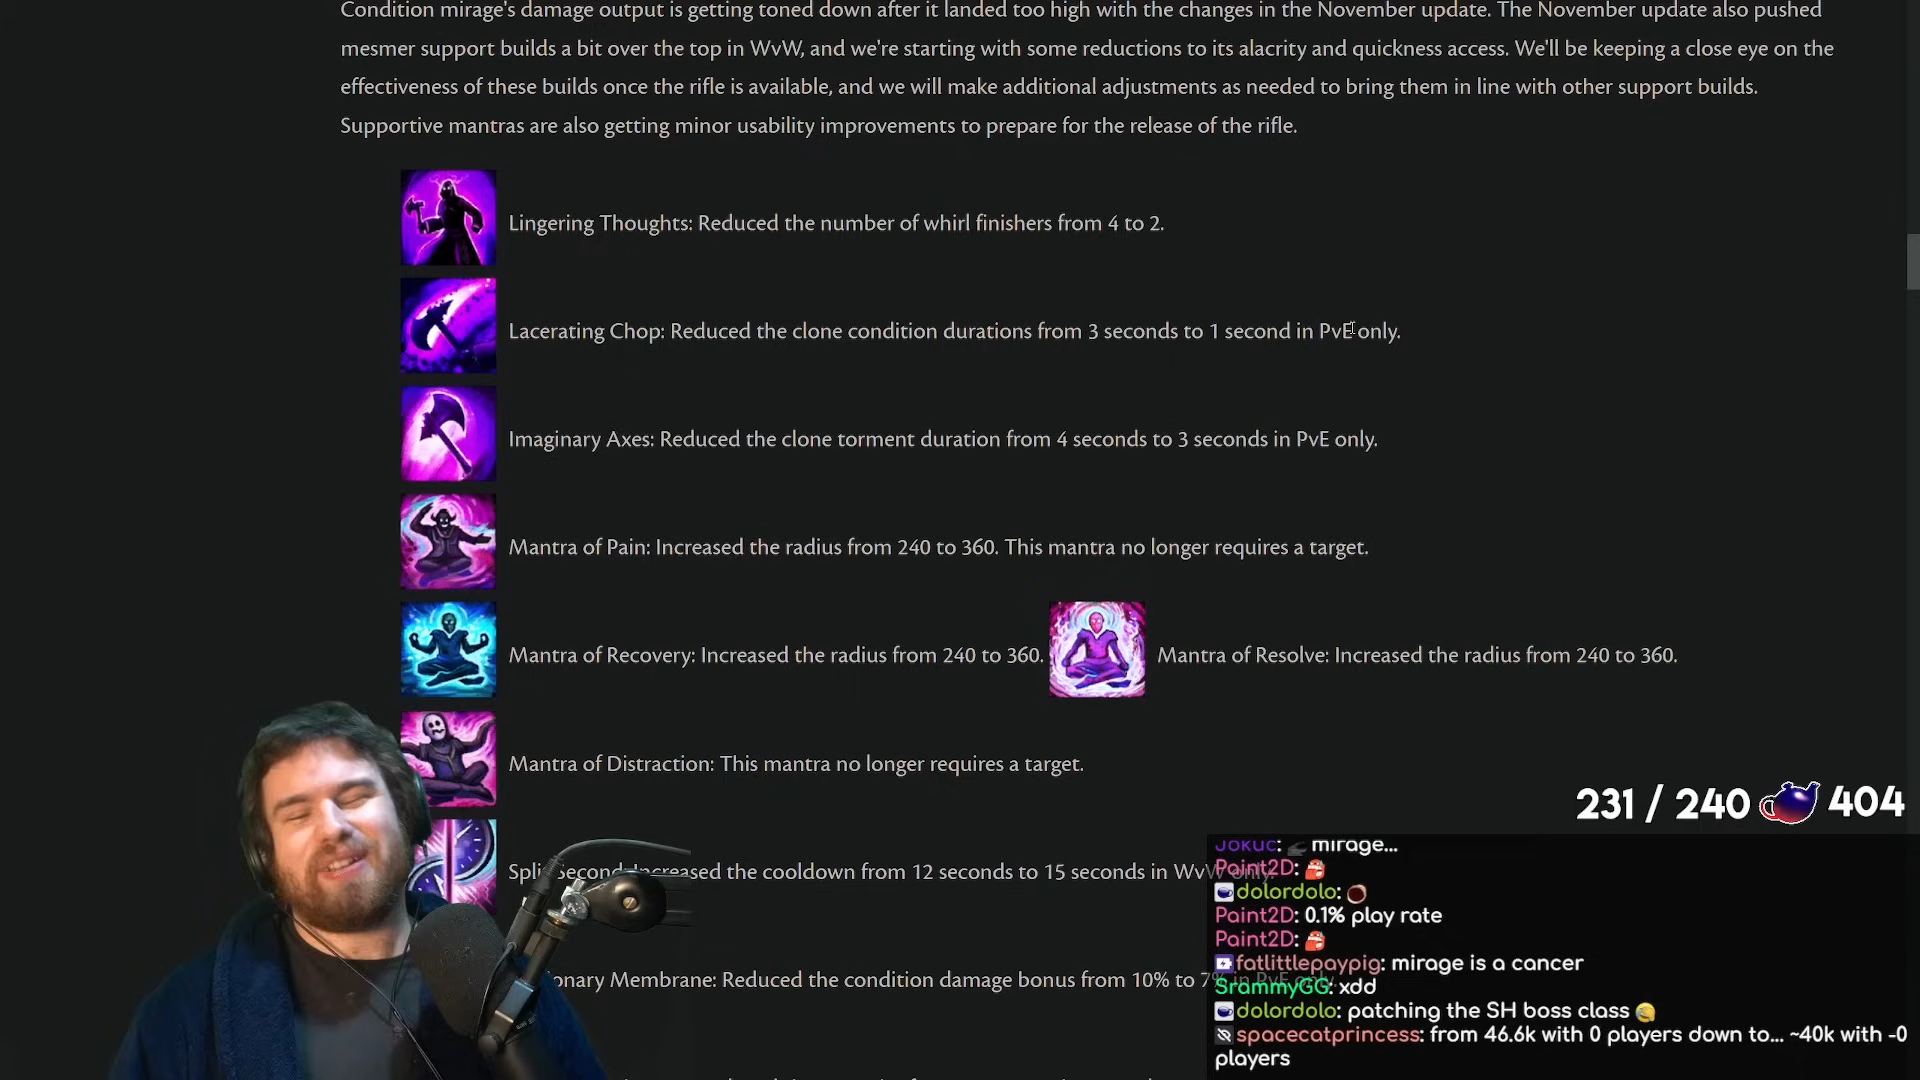 Condition mirage's damage output is getting toned down after it landed too high with the changes in the November update. The November update also pushed
mesmer support builds a bit over the top in WvW, and we're starting with some reductions to its alacrity and quickness access. We'll be keeping a close eye on the
effectiveness of these builds once the rifle is available, and we will make additional adjustments as needed to bring them in line with other support builds.
Supportive mantras are also getting minor usability improvements to prepare for the release of the rifle.
Lingering Thoughts: Reduced the number of whirl finishers from 4 to 2.
Lacerating Chop: Reduced the clone condition durations from 3 seconds to 1 second in PvE only.
Imaginary Axes: Reduced the clone torment duration from 4 seconds to 3 seconds in PvE only.
Mantra of Pain: Increased the radius from 240 to 360. This mantra no longer requires a target.
Mantra of Recovery: Increased the radius from 240 to 360. Mantra of Resolve: Increased the radius from 240 to 360.
Mantra of Distraction: This mantra no longer requires a target.
Split Second: Increased the cooldown from 12 seconds to 15 seconds in WvW only.
onary Membrane: Reduced the condition damage bonus from 10% to 7% in PvE only.
231 / 240 404
Jokuc: mirage...
Paint2D:
dolordolo:
Paint2D: 0.1% play rate
Paint2D:
fatlittlepaypig: mirage is a cancer
SrammyGG: xdd
dolordolo: patching the SH boss class
spacecatprincess: from 46.6k with 0 players down to... ~40k with -0
players